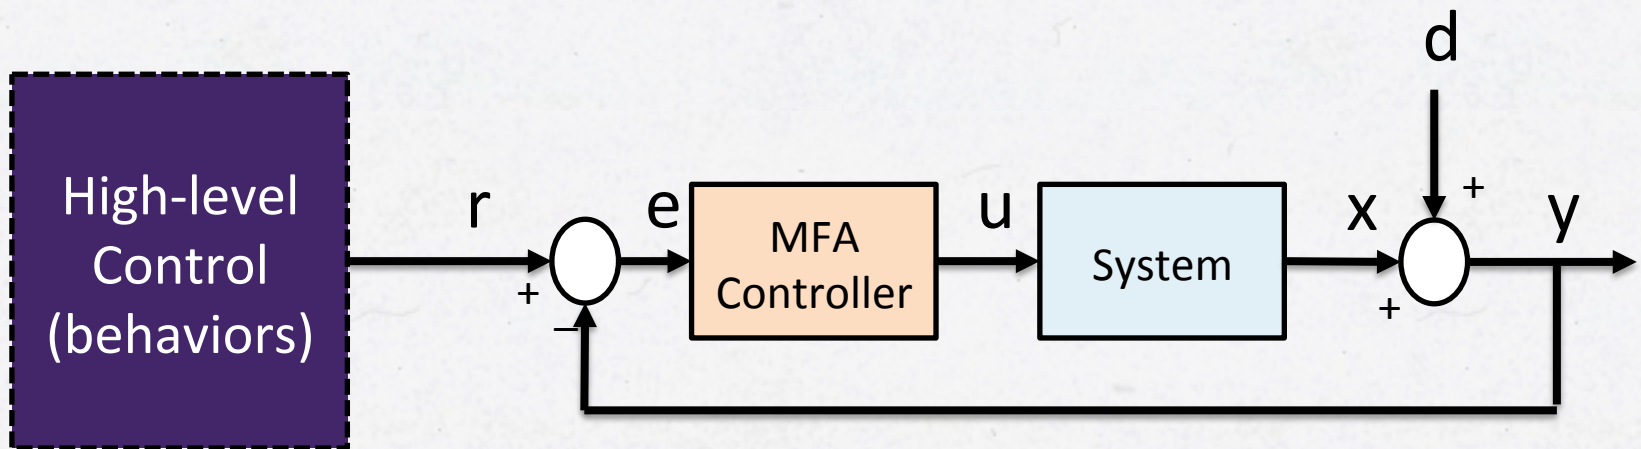 d
High-level
Control
(behaviors)
r
+
–
e
MFA
Controller
u
System
x
+
+
y